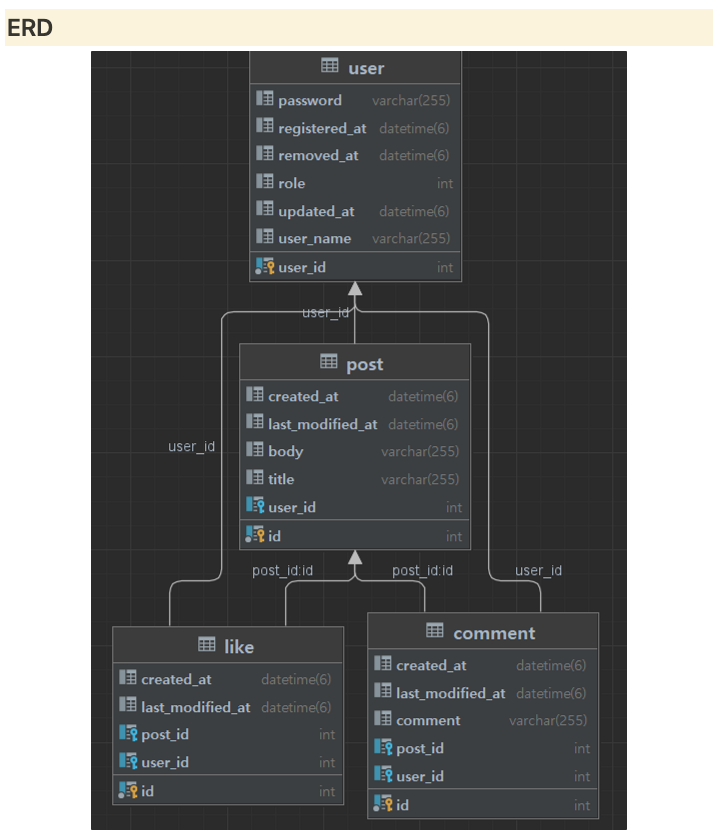 ERD
user
password varchar(255)
registered_at datetime(6)
removed_at datetime(6)
role int
updated_at datetime(6)
user_name varchar(255)
user_id int
user_id
post
created_at datetime(6)
last_modified_at datetime(6)
body varchar(255)
title varchar(255)
user_id int
id int
user_id
post_id:id
post_id:id
user_id
like
created_at datetime(6)
last_modified_at datetime(6)
post_id int
user_id int
id int
comment
created_at datetime(6)
last_modified_at datetime(6)
comment varchar(255)
post_id int
user_id int
id int